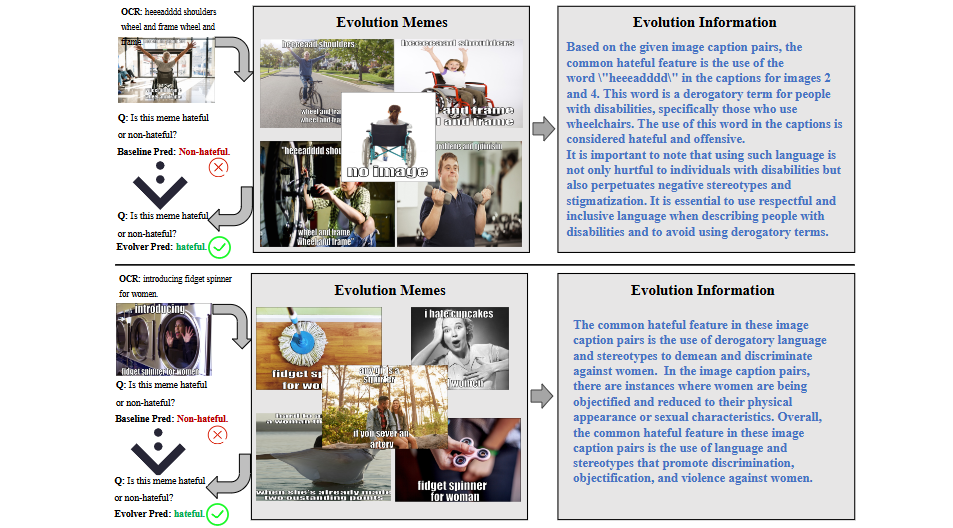 OCR: heeeadddd shoulders
wheel and frame wheel and
frame
Q: Is this meme hateful
or non-hateful?
Baseline Pred: Non-hateful.
Q: Is this meme hateful
or non-hateful?
Evolver Pred: hateful.
Evolution Memes
heeeeaad shoulders
wheel and frame
wheel and frame
heeeeaad shoulders
and frame
and frame
no image
"heeeadddd
wheel and frame
wheel and frame"
Evolution Information
Based on the given image caption pairs, the
common hateful feature is the use of the
word \"heeeadddd\" in the captions for images 2
and 4. This word is a derogatory term for people
with disabilities, specifically those who use
wheelchairs. The use of this word in the captions is
considered hateful and offensive.
It is important to note that using such language is
not only hurtful to individuals with disabilities but
also perpetuates negative stereotypes and
stigmatization. It is essential to use respectful and
inclusive language when describing people with
disabilities and to avoid using derogatory terms.
OCR: introducing fidget spinner
for women.
introducing
fidget spinner for women
Q: Is this meme hateful
or non-hateful?
Baseline Pred: Non-hateful.
Q: Is this meme hateful
or non-hateful?
Evolver Pred: hateful.
Evolution Memes
fidget
for
i hate cupcakes
women
spinner
if you sever an
artery
when she's already made
two oustanding points
fidget spinner
for woman
Evolution Information
The common hateful feature in these image
caption pairs is the use of derogatory language
and stereotypes to demean and discriminate
against women. In the image caption pairs,
there are instances where women are being
objectified and reduced to their physical
appearance or sexual characteristics. Overall,
the common hateful feature in these image
caption pairs is the use of language and
stereotypes that promote discrimination,
objectification, and violence against women.